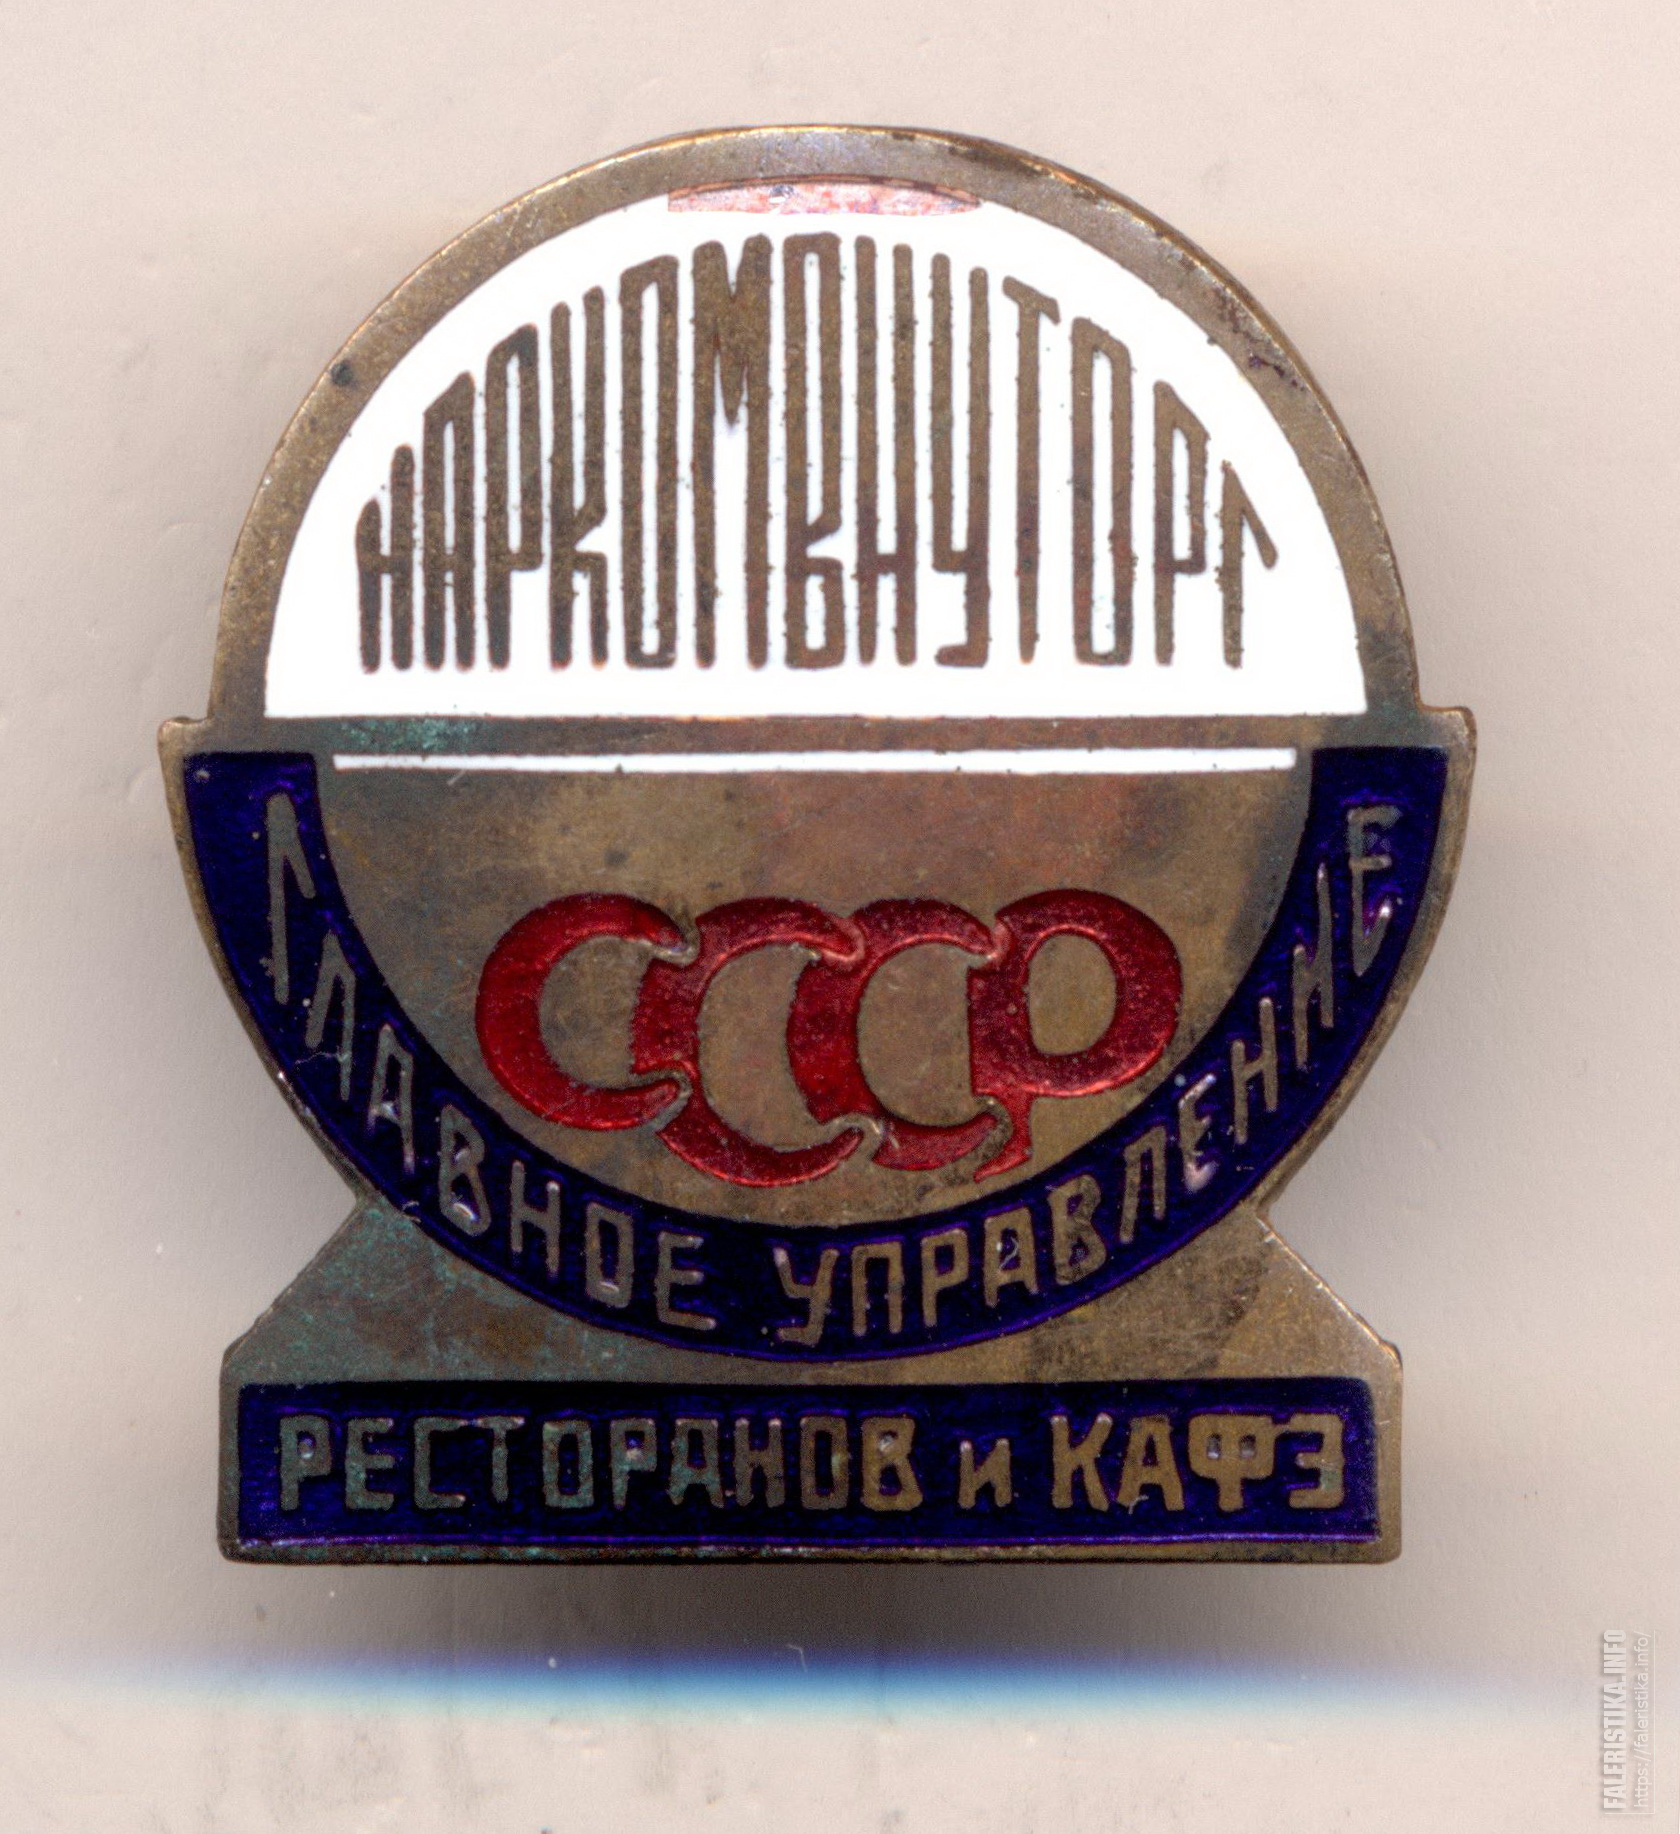 НАРКОМВНУТОРГ
СССР
ГЛАВНОЕ УПРАВЛЕНИЕ
РЕСТОРАНОВ и КАФЭ
FALERISTIKA.INFO
https://faleristika.info/